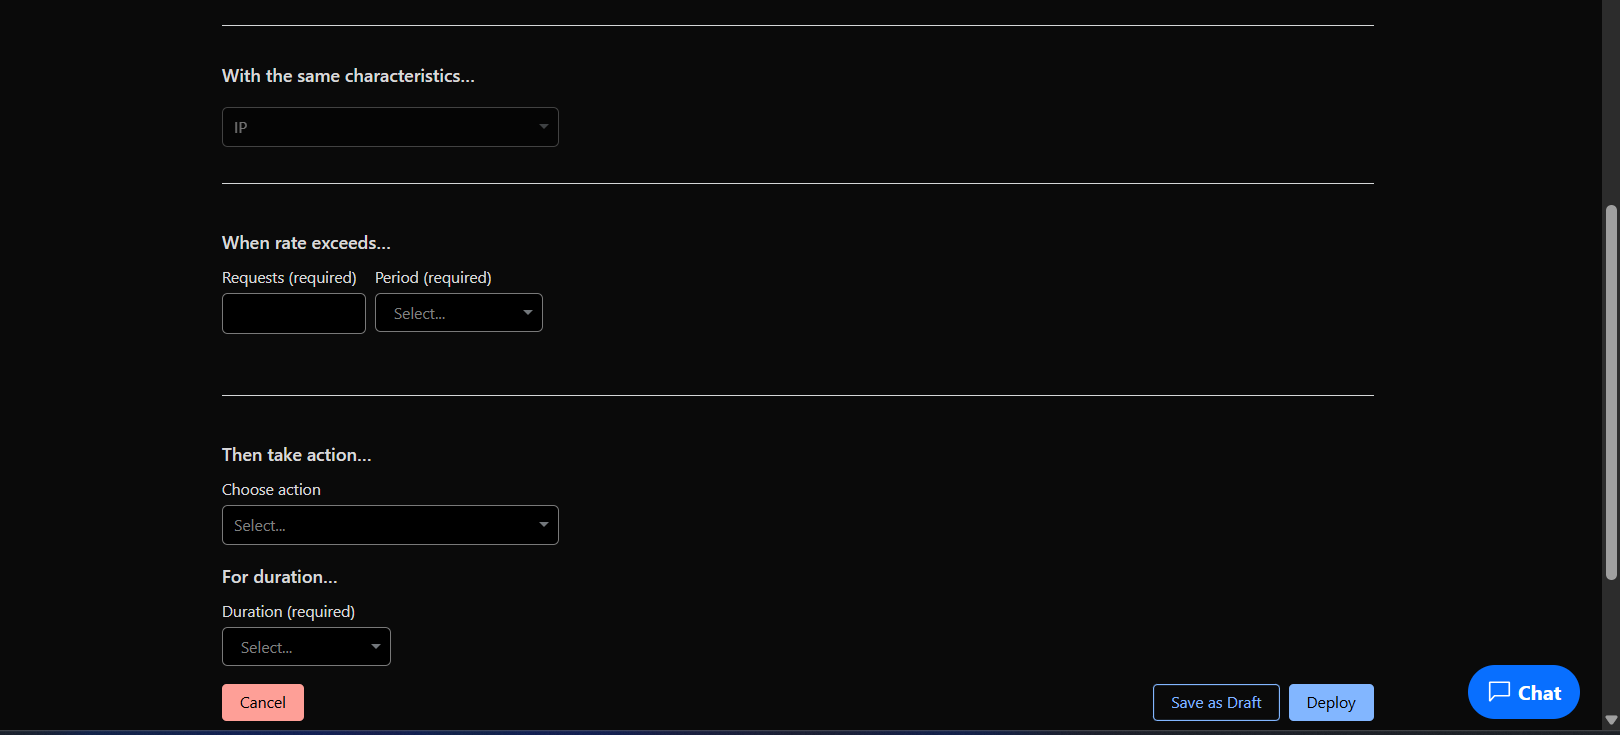 With the same characteristics...
IP
When rate exceeds...
Requests (required) Period (required)
Select...
Then take action...
Choose action
Select...
For duration...
Duration (required)
Select...
Cancel Save as Draft Deploy Chat